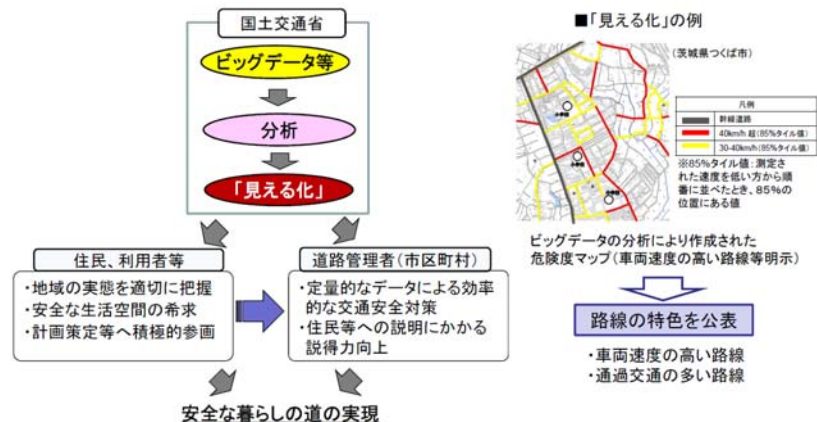 国土交通省
ビッグデータ等
分析
「見える化」
住民、利用者等
・地域の実態を適切に把握
・安全な生活空間の希求
・計画策定等へ積極的参画
道路管理者(市区町村)
・定量的なデータによる効率
的な交通安全対策
・住民等への説明にかかる
説得力向上
安全な暮らしの道の実現
■「見える化」の例
(茨城県つくば市)
小学校
小学校
小学校
凡例
幹線道路
40km/h 超(85%タイル値)
30-40km/h(85%タイル値)
※85%タイル値:測定さ
れた速度を低い方から順
番に並べたとき、85%の
位置にある値
ビッグデータの分析により作成された
危険度マップ(車両速度の高い路線等明示)
路線の特色を公表
・車両速度の高い路線
・通過交通の多い路線